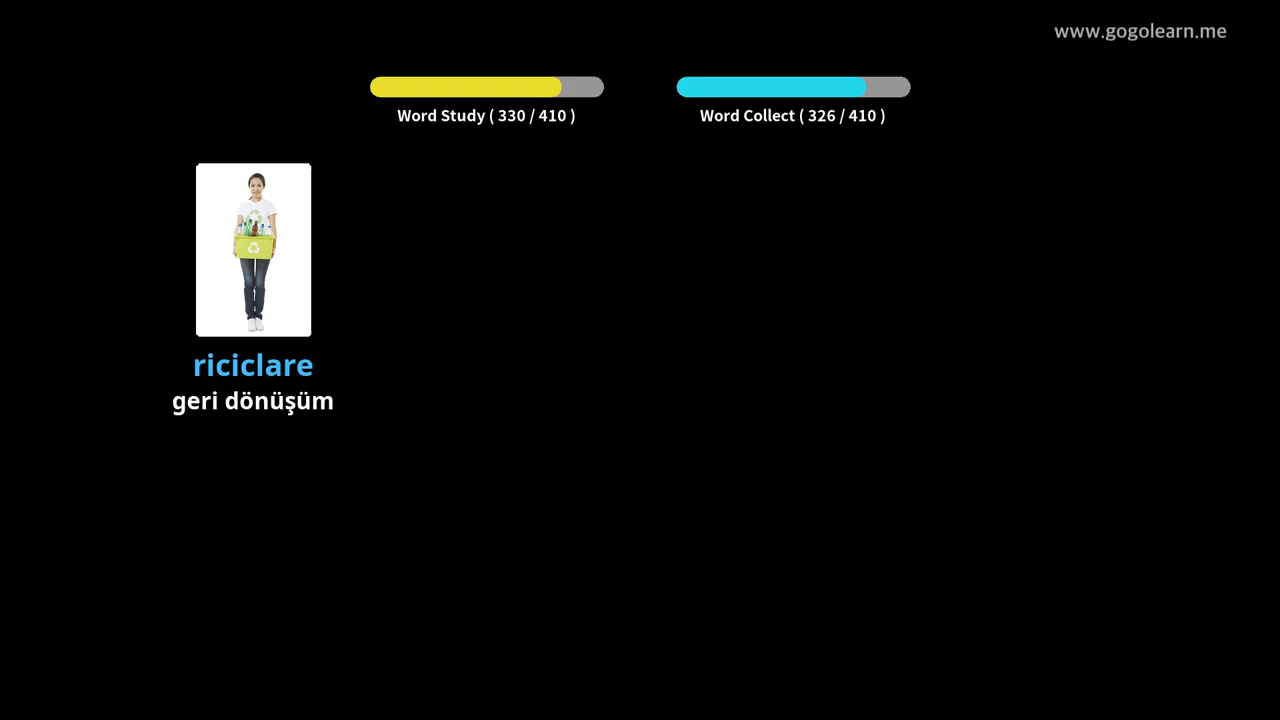 www.gogolearn.me
Word Study ( 330 / 410 )
Word Collect ( 326 / 410 )
riciclare
geri dönüşüm